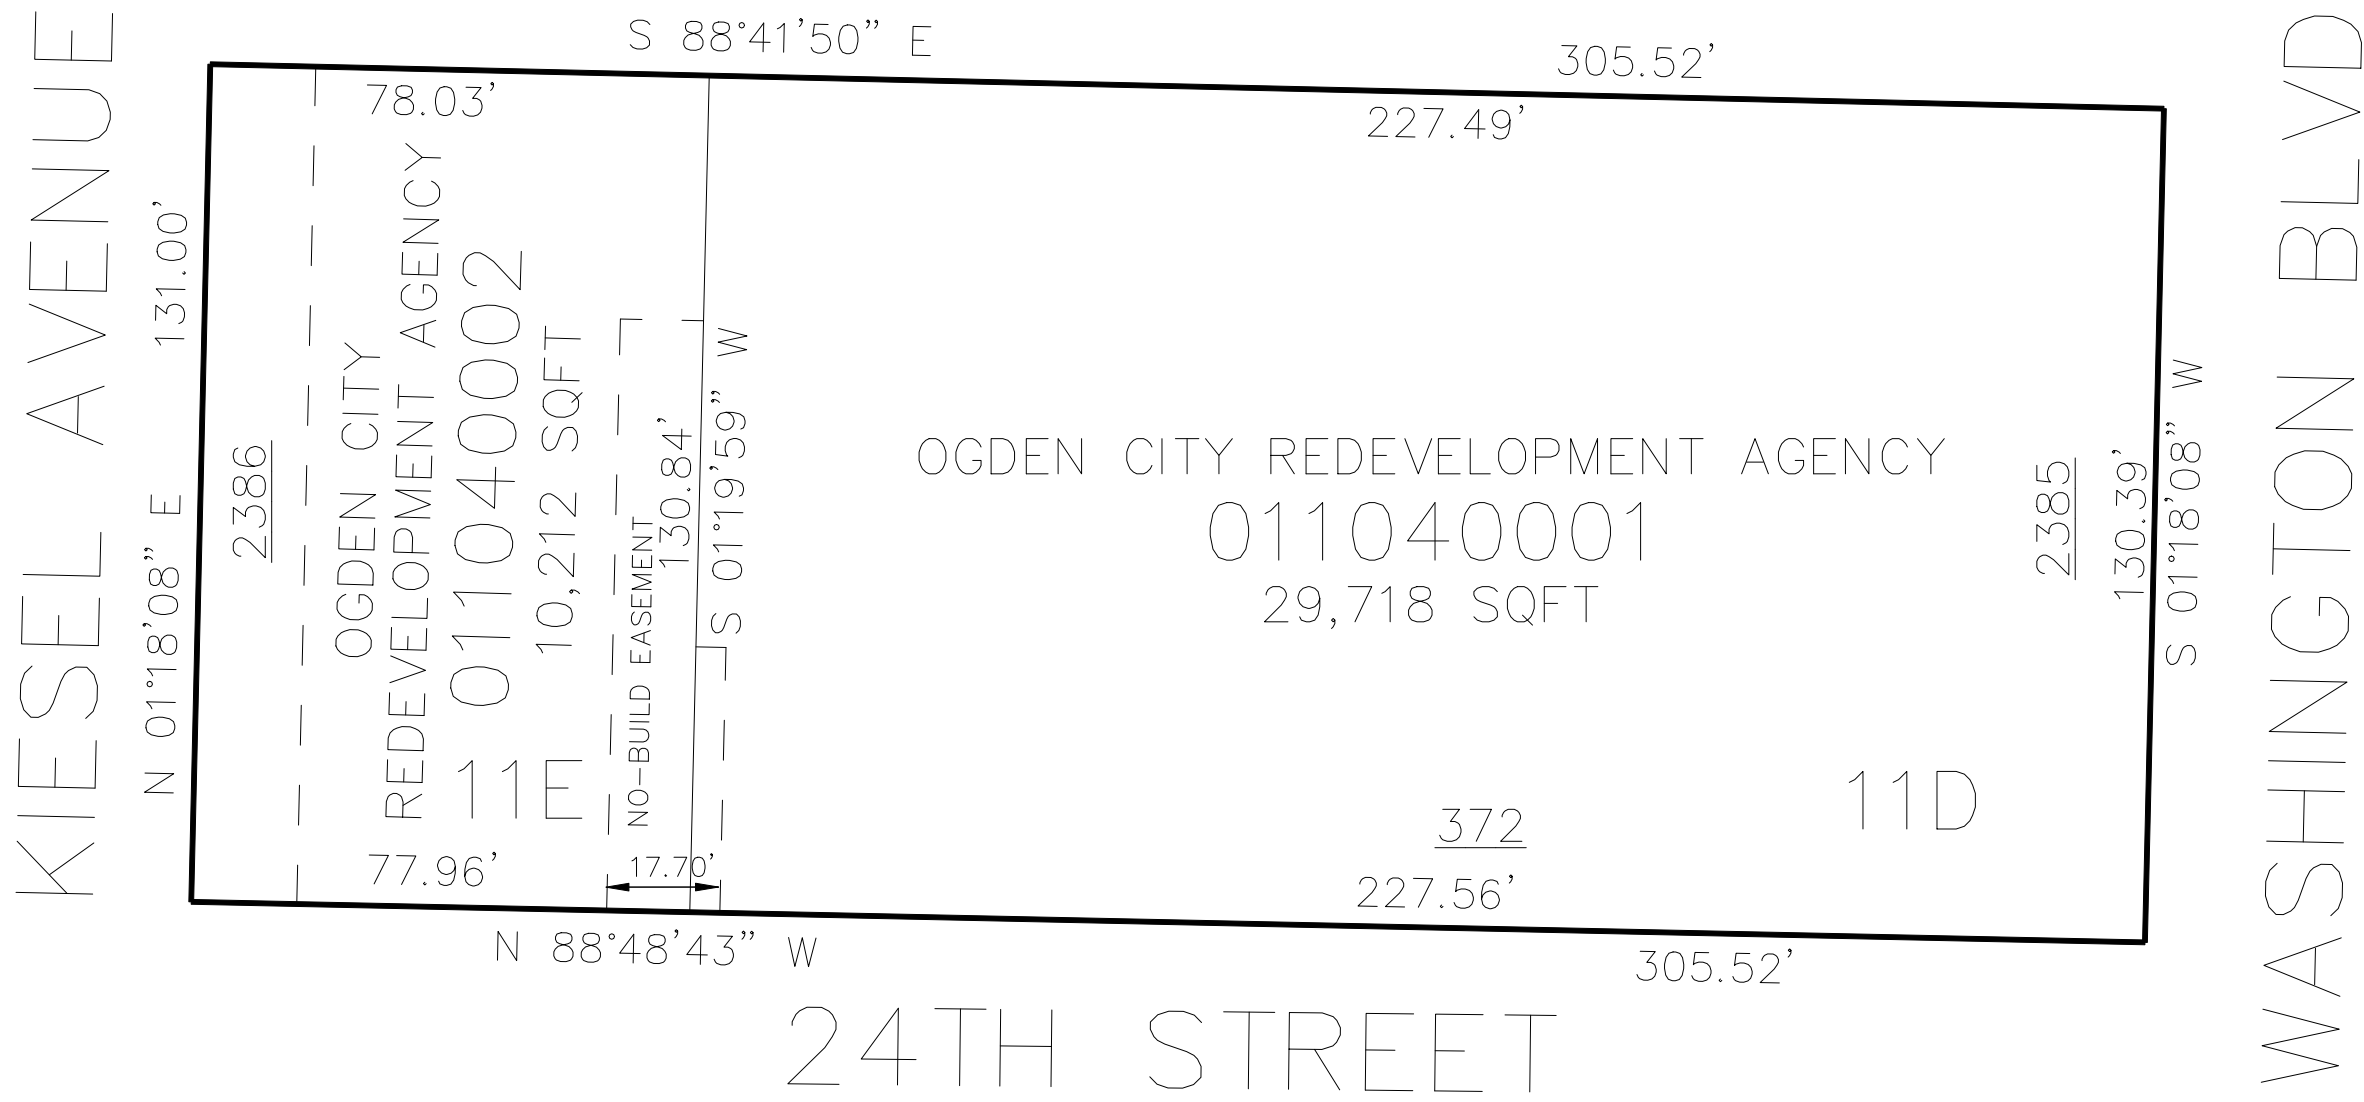 S 88°41'50" E
305.52'
78.03'
227.49'
KIESEL AVENUE
N 01°18'08" E 131.00'
2386
OGDEN CITY
REDEVELOPMENT AGENCY
011040002
10,212 SQFT
11E
NO-BUILD EASEMENT
130.84'
S 01°19'59" W
OGDEN CITY REDEVELOPMENT AGENCY
011040001
29,718 SQFT
2385
130.39'
S 01°18'08" W
WASHINGTON BLVD
11D
372
77.96'
17.70'
227.56'
N 88°48'43" W
305.52'
24TH STREET